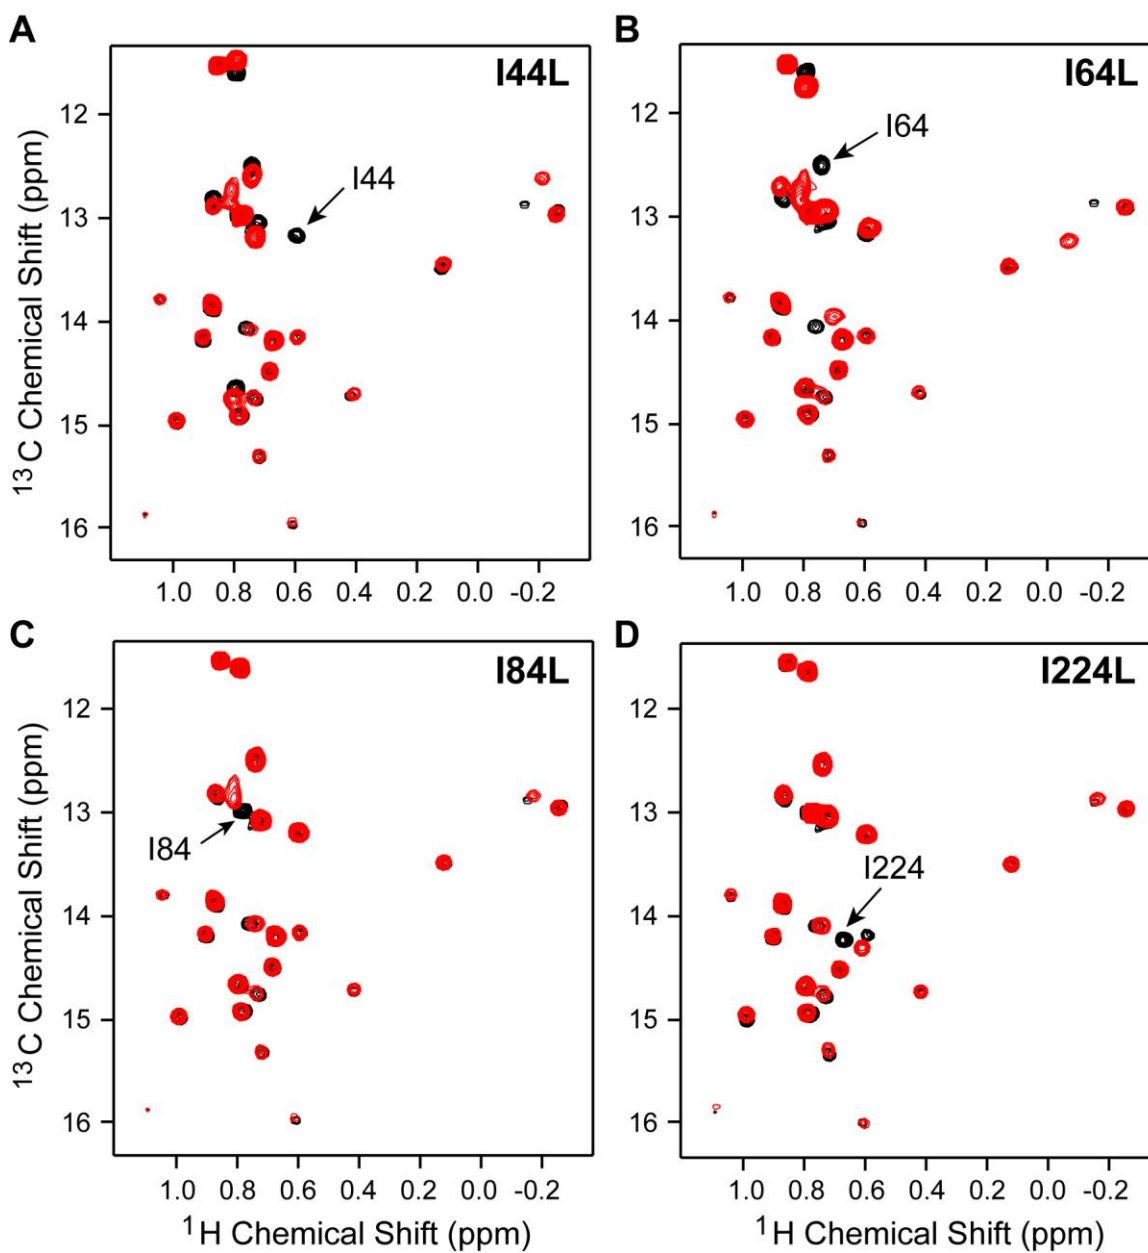 A
I44L
I44
12
13
14
15
16
1.0 0.8 0.6 0.4 0.2 0.0 -0.2
13C Chemical Shift (ppm)
B
I64L
I64
12
13
14
15
16
1.0 0.8 0.6 0.4 0.2 0.0 -0.2
C
I84L
I84
12
13
14
15
16
1.0 0.8 0.6 0.4 0.2 0.0 -0.2
13C Chemical Shift (ppm)
1H Chemical Shift (ppm)
D
I224L
I224
12
13
14
15
16
1.0 0.8 0.6 0.4 0.2 0.0 -0.2
1H Chemical Shift (ppm)